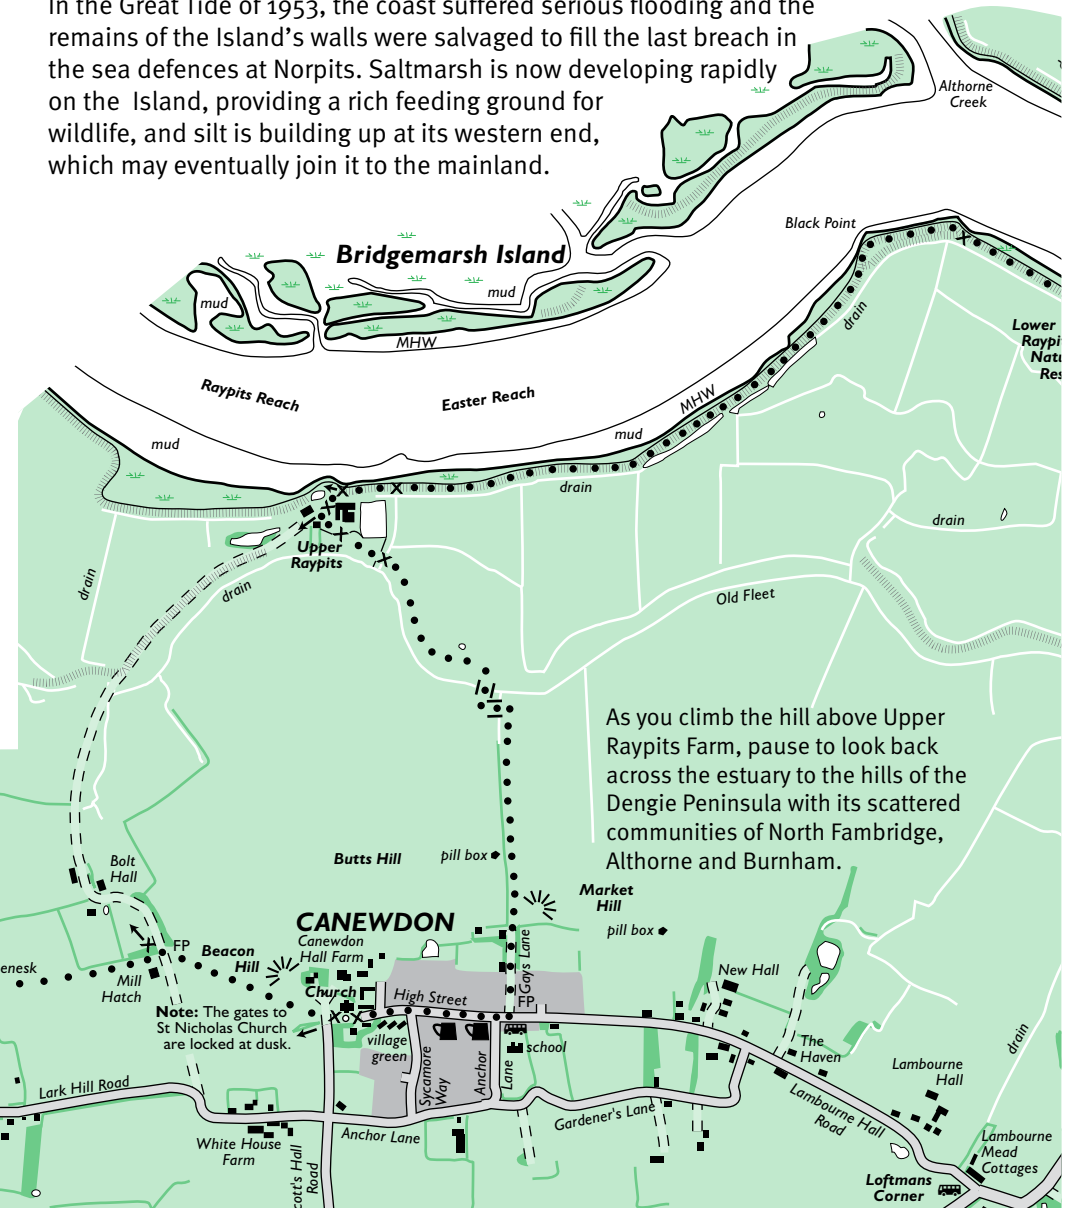 In the Great Tide of 1953, the coast suffered serious flooding and the
remains of the Island's walls were salvaged to fill the last breach in
the sea defences at Norpits. Saltmarsh is now developing rapidly
on the Island, providing a rich feeding ground for
wildlife, and silt is building up at its western end,
which may eventually join it to the mainland.
Althorne
Creek
Black Point
Bridgemarsh Island
mud
mud
MHW
drain
Lower
Raypi
Natu
Res
Raypits Reach
Easter Reach
MHW
mud
mud
drain
drain
Upper
Raypits
drain
drain
Old Fleet
As you climb the hill above Upper
Raypits Farm, pause to look back
across the estuary to the hills of the
Dengie Peninsula with its scattered
communities of North Fambridge,
Althorne and Burnham.
Bolt
Hall
Butts Hill
pill box
Market
Hill
pill box
CANEWDON
Canewdon
Hall Farm
FP
Beacon
Hill
enesk
Mill
Hatch
Church
High Street
Gays Lane
FP
New Hall
Note: The gates to
St Nicholas Church
are locked at dusk.
village
green
Sycamore
Way
Anchor
Lane
school
The
Haven
drain
Lambourne
Hall
Lark Hill Road
Gardener's Lane
Lambourne Hall
Road
White House
Farm
Anchor Lane
cott's Hall
Road
Lambourne
Mead
Cottages
Loftmans
Corner